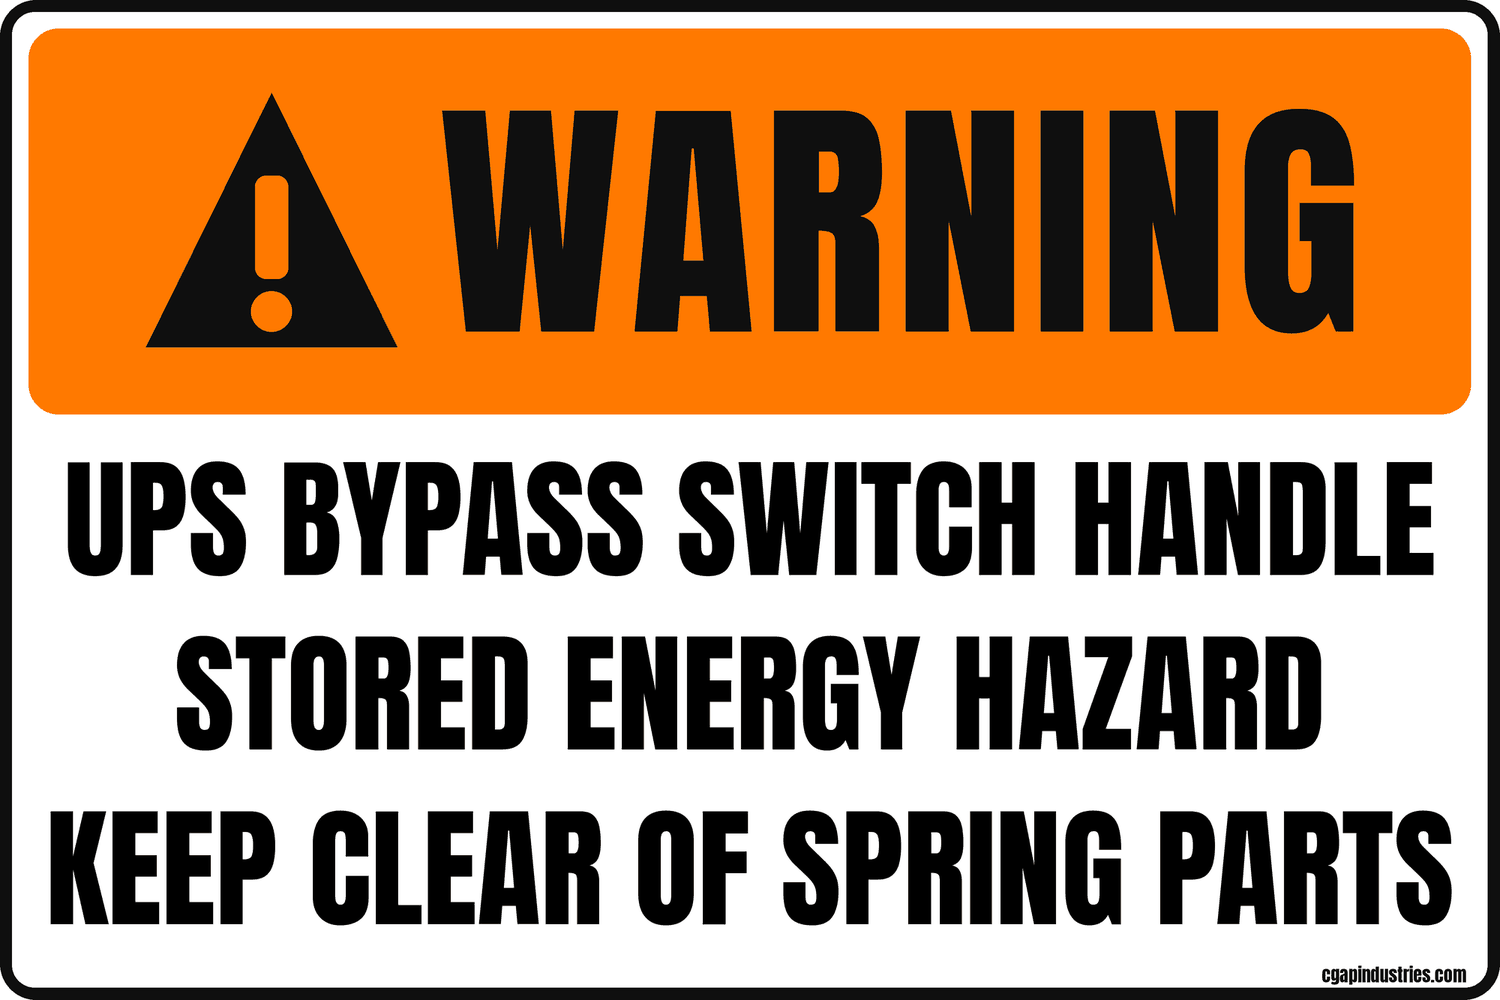 WARNING
UPS BYPASS SWITCH HANDLE
STORED ENERGY HAZARD
KEEP CLEAR OF SPRING PARTS
cgapindustries.com